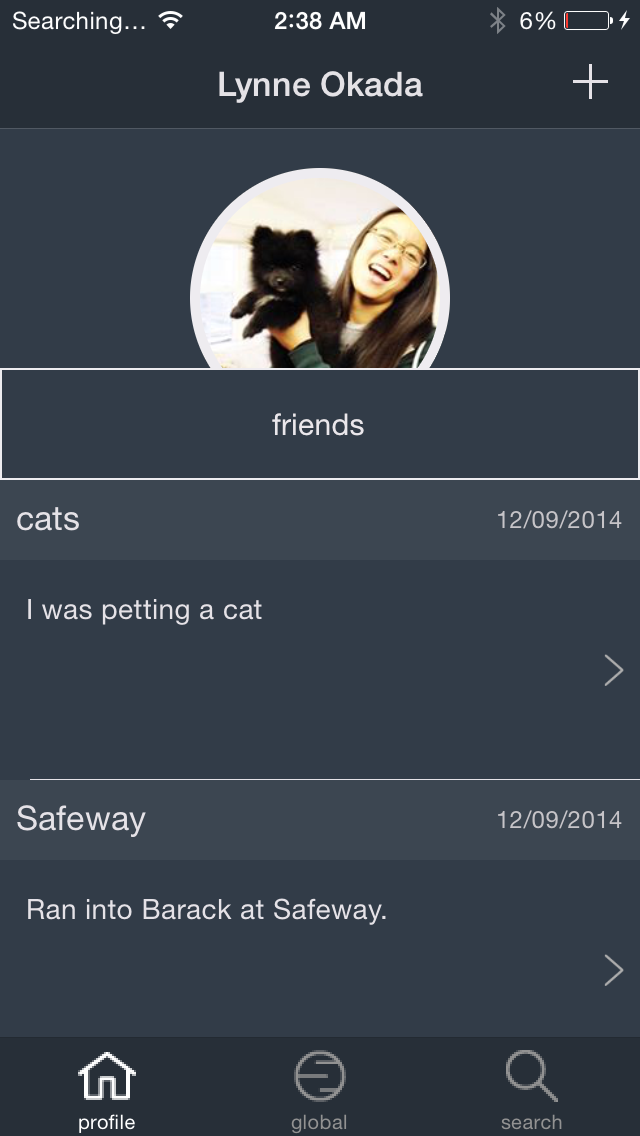 Searching... 2:38 AM 6%
Lynne Okada
friends
cats 12/09/2014
I was petting a cat
Safeway 12/09/2014
Ran into Barack at Safeway.
profile global search